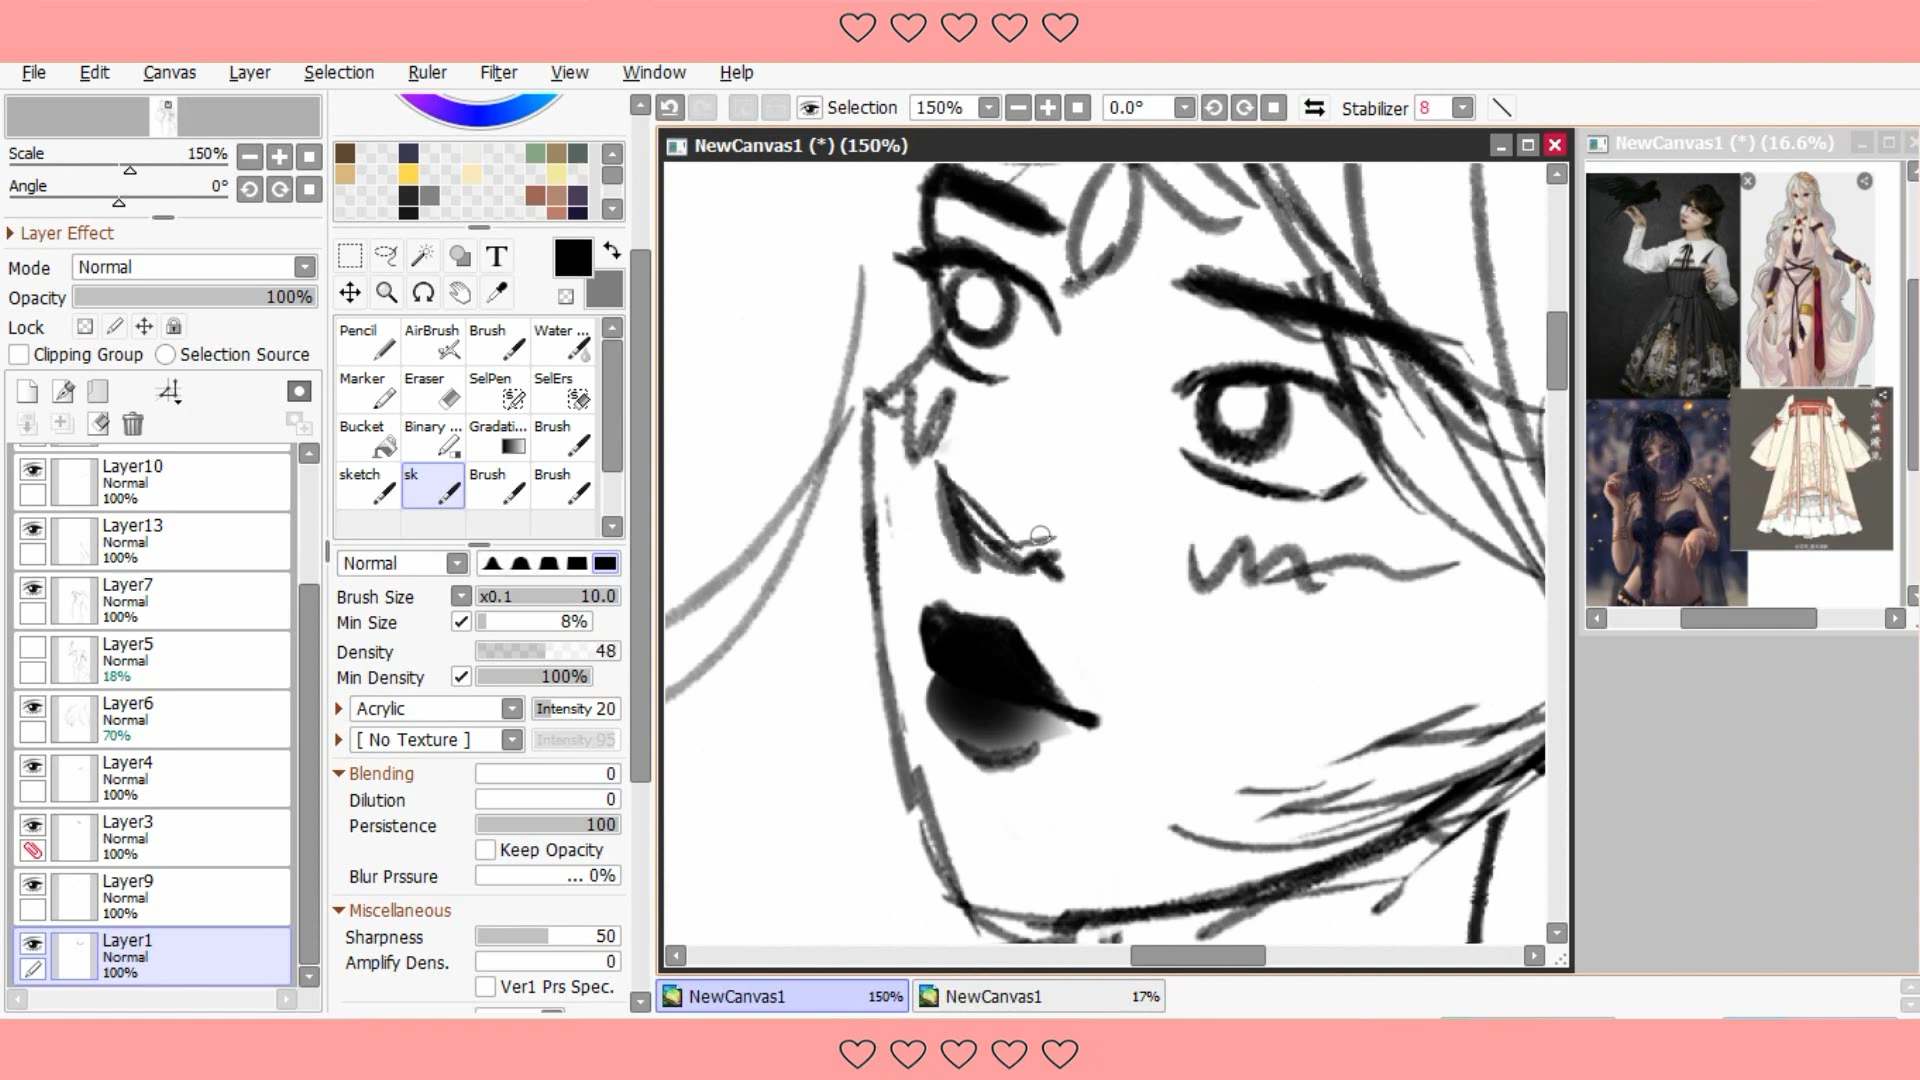 File Edit Canvas Layer Selection Ruler Filter View Window Help
Selection 150% 0.0° Stabilizer 8
NewCanvas1 (*) (150%)
NewCanvas1 (*) (16.6%)
Scale 150%
Angle 0°
Layer Effect
Mode Normal
Opacity 100%
Lock
Clipping Group Selection Source
Layer10
Normal
100%
Layer13
Normal
100%
Layer7
Normal
100%
Layer5
Normal
18%
Layer6
Normal
70%
Layer4
Normal
100%
Layer3
Normal
100%
Layer9
Normal
100%
Layer1
Normal
100%
T
Pencil AirBrush Brush Water ...
Marker Eraser SelPen SelErs
Bucket Binary ... Gradati... Brush
sketch sk Brush Brush
Normal
Brush Size x0.1 10.0
Min Size 8%
Density 48
Min Density 100%
Acrylic Intensity 20
[ No Texture ] Intensity 95
Blending 0
Dilution 0
Persistence 100
Keep Opacity
Blur Prssure ... 0%
Miscellaneous
Sharpness 50
Amplify Dens. 0
Ver1 Prs Spec.
NewCanvas1 150%
NewCanvas1 17%